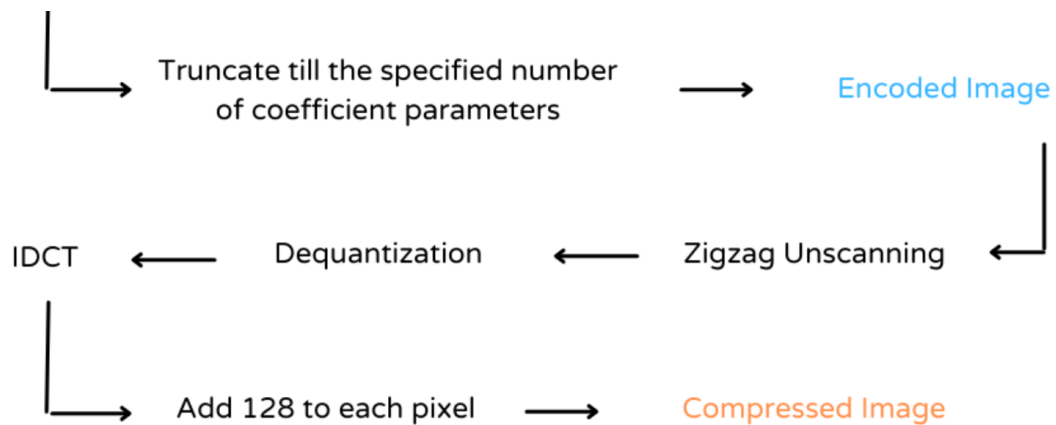 Truncate till the specified number
of coefficient parameters
Encoded Image
Zigzag Unscanning
Dequantization
IDCT
Add 128 to each pixel
Compressed Image